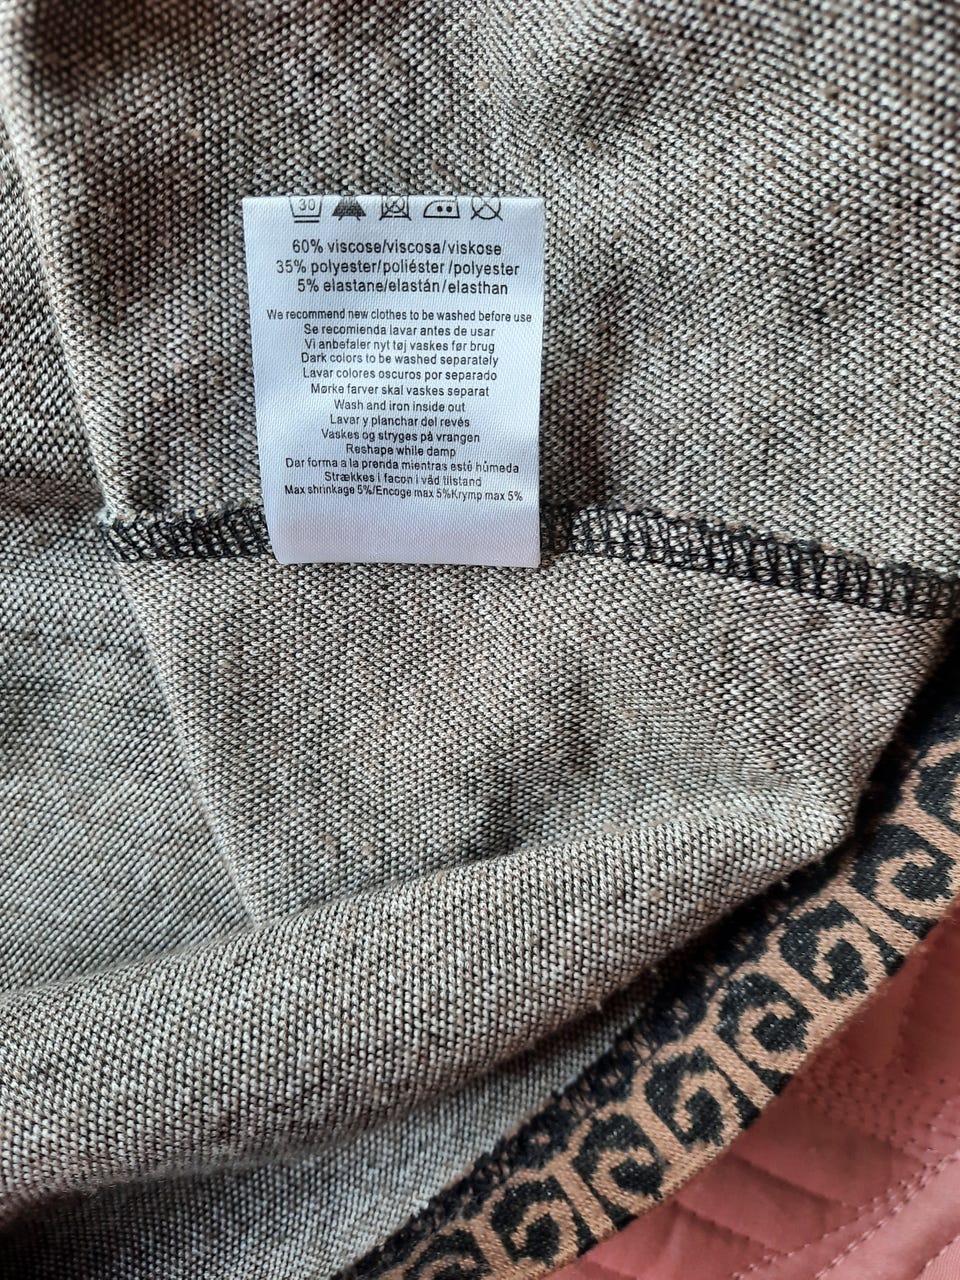 30
60% viscose/viscosa/viskose
35% polyester/poliéster /polyester
5% elastane/elastán/elasthan
We recommend new clothes to be washed before use
Se recomienda lavar antes de usar
Vi anbefaler nyt tøj vaskes før brug
Dark colors to be washed separately
Lavar colores oscuros por separado
Mørke farver skal vaskes separat
Wash and iron inside out
Lavar y planchar del revés
Vaskes og stryges på vrangen
Reshape while damp
Dar forma a la prenda mientras esté húmeda
Strækkes i facon i våd tilstand
Max shrinkage 5%/Encoge max 5%Krymp max 5%